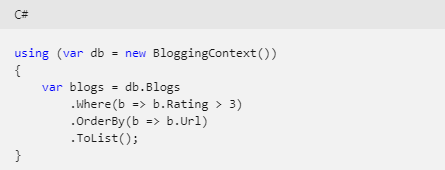 C#
using (var db = new BloggingContext())
{
    var blogs = db.Blogs
        .Where(b => b.Rating > 3)
        .OrderBy(b => b.Url)
        .ToList();
}